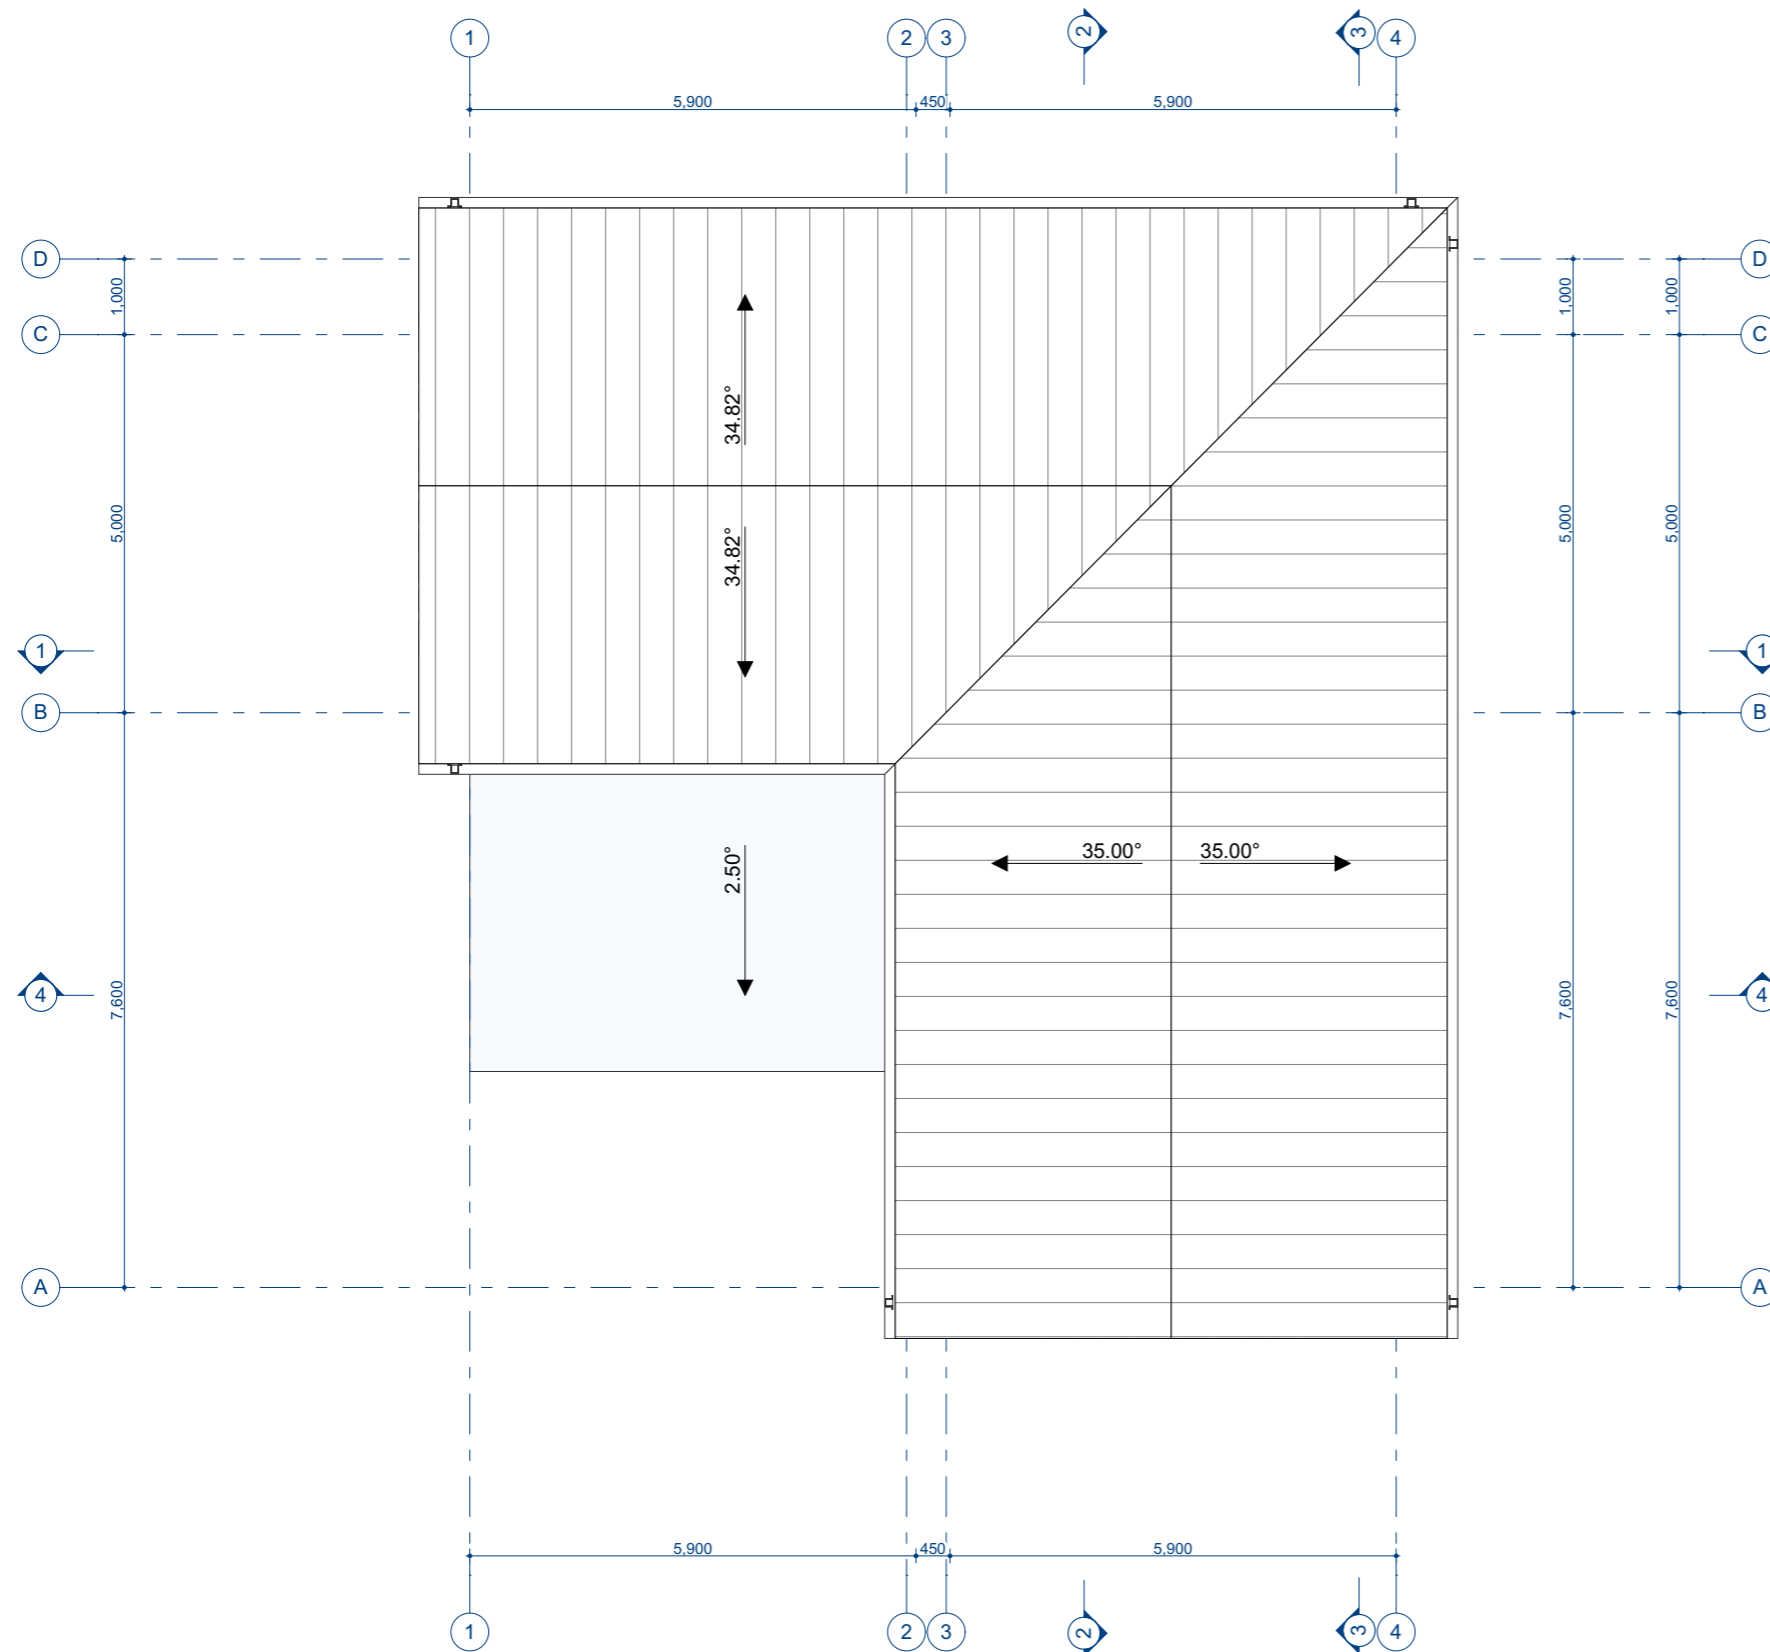 1 2 3 2 3 4
5,900 450 5,900
D D
1,000 1,000 1,000
C C
34.82°
5,000 34.82° 5,000 5,000
1 1
B B
2.50° 35.00° 35.00°
4 4
7,600 7,600 7,600
A A
5,900 450 5,900
1 2 3 2 3 4